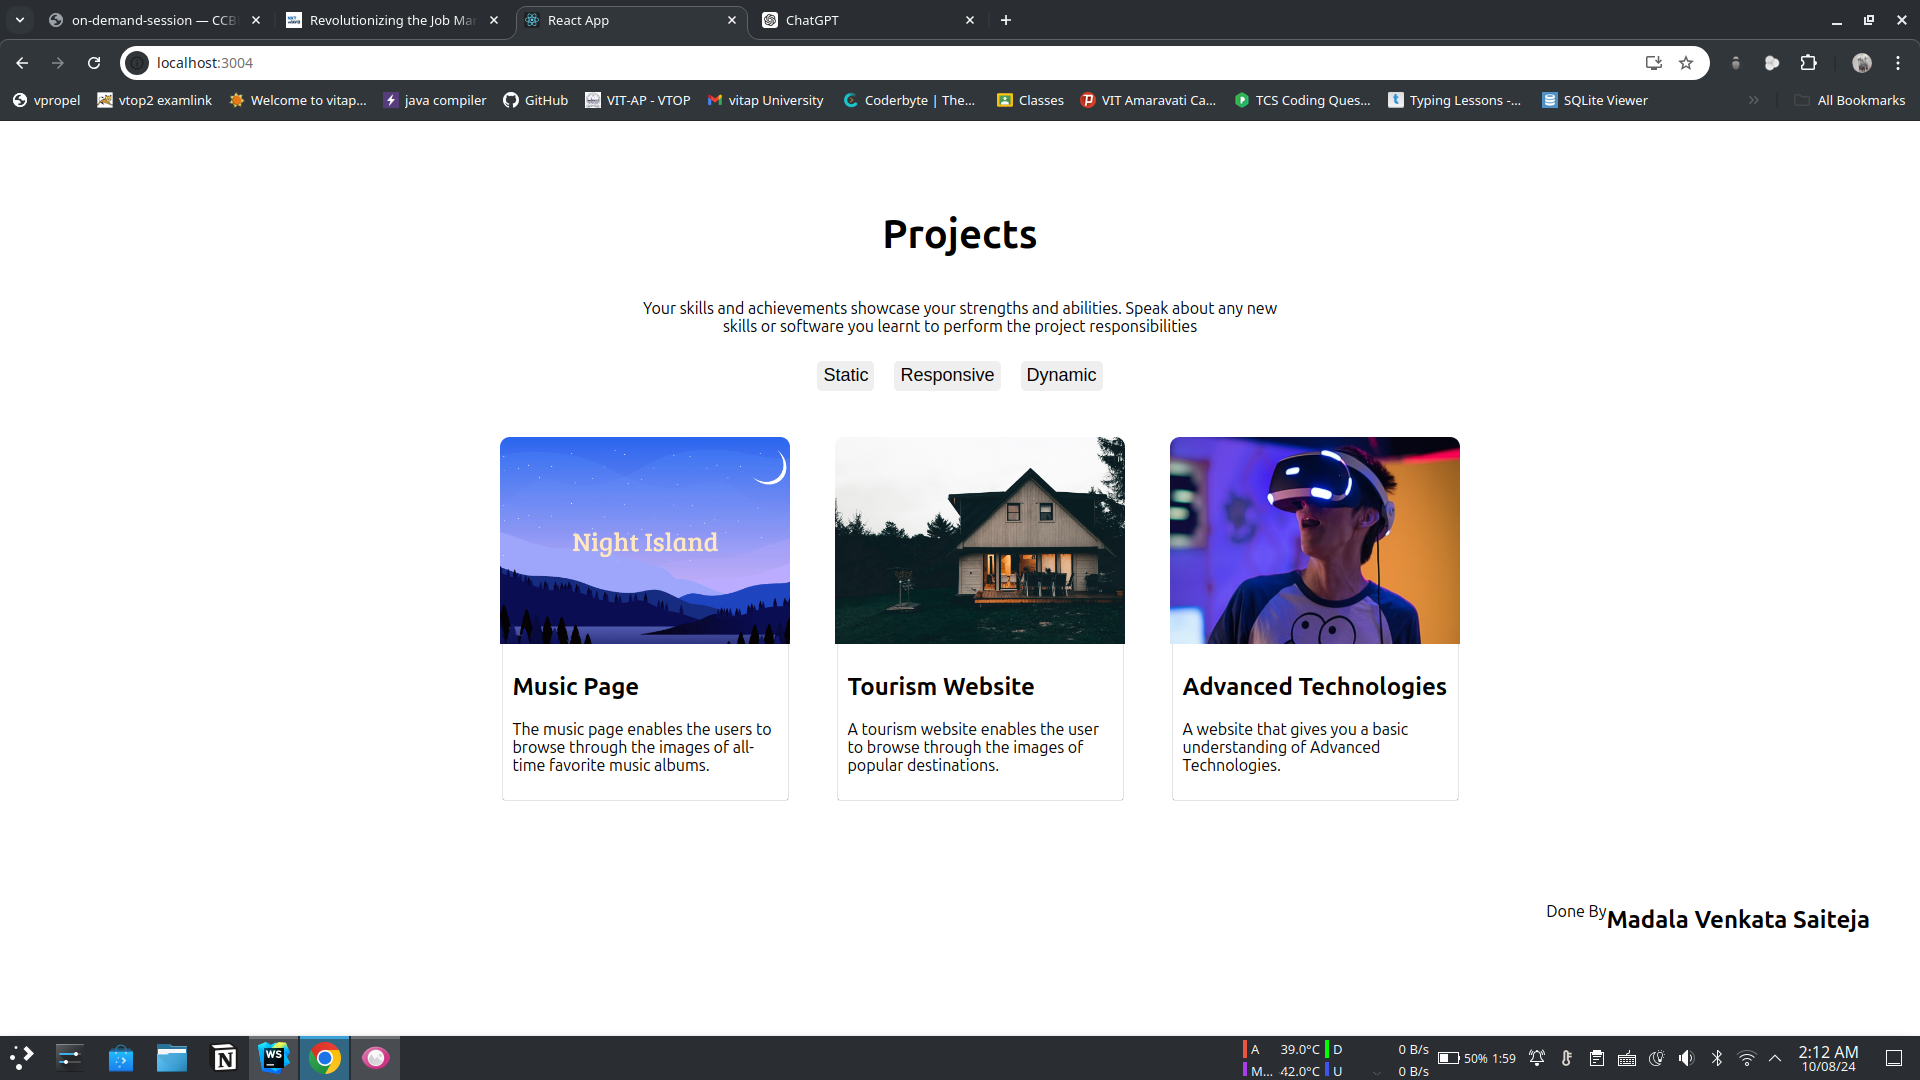 on-demand-session — CCB
Revolutionizing the Job Mar
React App
ChatGPT
localhost:3004
vpropel
vtop2 examlink
Welcome to vitap...
java compiler
GitHub
VIT-AP - VTOP
vitap University
Coderbyte | The...
Classes
VIT Amaravati Ca...
TCS Coding Ques...
Typing Lessons -...
SQLite Viewer
All Bookmarks
Projects
Your skills and achievements showcase your strengths and abilities. Speak about any new
skills or software you learnt to perform the project responsibilities
Static
Responsive
Dynamic
Night Island
Music Page
The music page enables the users to
browse through the images of all-
time favorite music albums.
Tourism Website
A tourism website enables the user
to browse through the images of
popular destinations.
Advanced Technologies
A website that gives you a basic
understanding of Advanced
Technologies.
Done By Madala Venkata Saiteja
WS
A 39.0°C D 0 B/s
M... 42.0°C U 0 B/s
50% 1:59
2:12 AM
10/08/24